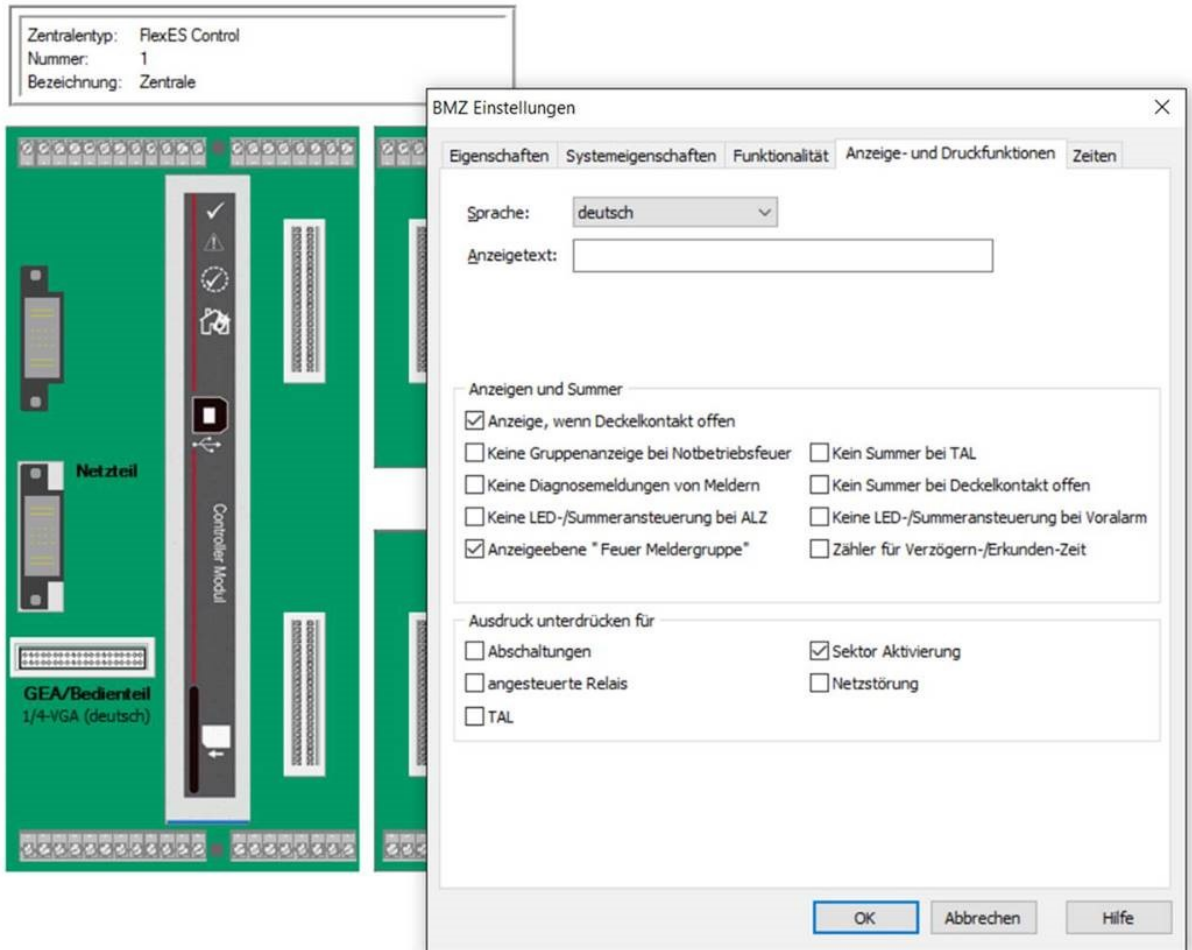 Zentralentyp: FlexES Control
Nummer: 1
Bezeichnung: Zentrale
Netzteil
GEA/Bedienteil
1/4-VGA (deutsch)
Controller Modul
BMZ Einstellungen
Eigenschaften Systemeigenschaften Funktionalität Anzeige- und Druckfunktionen Zeiten
Sprache: deutsch
Anzeigetext:
Anzeigen und Summer
Anzeige, wenn Deckelkontakt offen
Keine Gruppenanzeige bei Notbetriebsfeuer Kein Summer bei TAL
Keine Diagnosemeldungen von Meldern Kein Summer bei Deckelkontakt offen
Keine LED-/Summeransteuerung bei ALZ Keine LED-/Summeransteuerung bei Voralarm
Anzeigeebene " Feuer Meldergruppe" Zähler für Verzögern-/Erkunden-Zeit
Ausdruck unterdrücken für
Abschaltungen Sektor Aktivierung
angesteuerte Relais Netzstörung
TAL
OK Abbrechen Hilfe